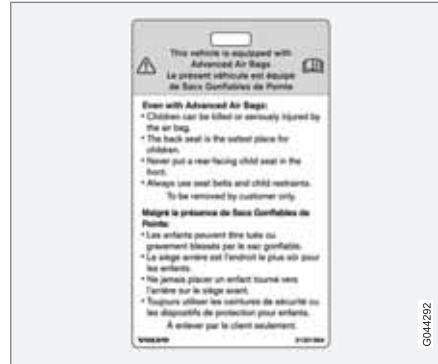 This vehicle is equipped with
Advanced Air Bags
Le présent véhicule est équipé
de Sacs Gonflables de Pointe
Even with Advanced Air Bags:
• Children can be killed or seriously injured by
the air bag.
• The back seat is the safest place for
children.
• Never put a rear-facing child seat in the
front.
• Always use seat belts and child restraints.
To be removed by customer only.
Malgré la présence de Sacs Gonflables de
Pointe:
• Les enfants peuvent être tués ou
gravement blessés par le sac gonflable.
• Le siège arrière est l'endroit le plus sûr pour
les enfants.
• Ne jamais placer un enfant tourné vers
l'arrière sur le siège avant.
• Toujours utiliser les ceintures de sécurité ou
les dispositifs de protection pour enfants.
À enlever par le client seulement.
VOLVO
G044292